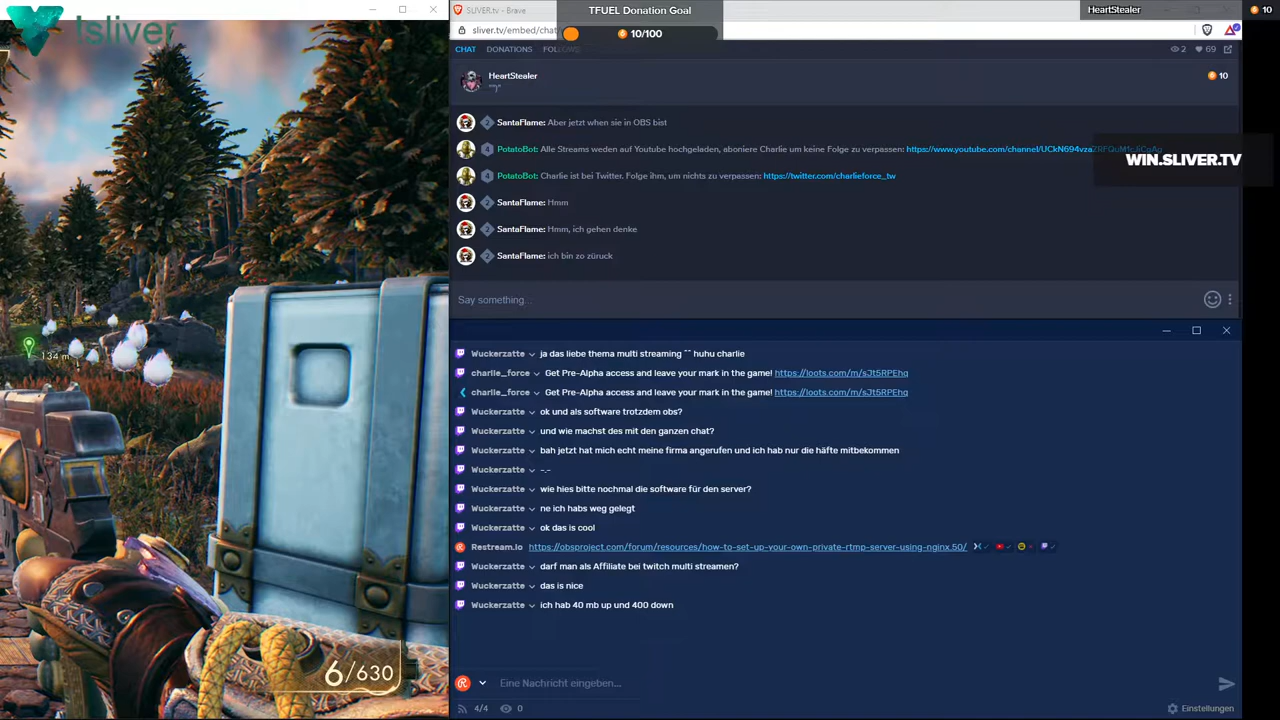 !sliver
SLIVER.tv - Brave
TFUEL Donation Goal
HeartStealer
10
sliver.tv/embed/chat
10/100
CHAT DONATIONS FOLLOWS
2 69
HeartStealer
10
2 SantaFlame: Aber jetzt when sie in OBS bist
4 PotatoBot: Alle Streams weden auf Youtube hochgeladen, aboniere Charlie um keine Folge zu verpassen:
WIN.SLIVER.TV
4 PotatoBot: Charlie ist bei Twitter. Folge ihm, um nichts zu verpassen: https://twitter.com/charlieforce_tw
2 SantaFlame: Hmm
2 SantaFlame: Hmm, ich gehen denke
2 SantaFlame: ich bin zo züruck
Say something...
134 m
Wuckerzatte ja das liebe thema multi streaming ^^ huhu charlie
charlie_force Get Pre-Alpha access and leave your mark in the game! https://loots.com/m/sJt5RPEhq
charlie_force Get Pre-Alpha access and leave your mark in the game! https://loots.com/m/sJt5RPEhq
Wuckerzatte ok und als software trotzdem obs?
Wuckerzatte und wie machst des mit den ganzen chat?
Wuckerzatte bah jetzt hat mich echt meine firma angerufen und ich hab nur die häfte mitbekommen
Wuckerzatte -.-
Wuckerzatte wie hies bitte nochmal die software für den server?
Wuckerzatte ne ich habs weg gelegt
Wuckerzatte ok das is cool
Restream.io https://obsproject.com/forum/resources/how-to-set-up-your-own-private-rtmp-server-using-nginx.50/
Wuckerzatte darf man als Affiliate bei twitch multi streamen?
Wuckerzatte das is nice
Wuckerzatte ich hab 40 mb up und 400 down
6/630
Eine Nachricht eingeben...
4/4 0
Einstellungen